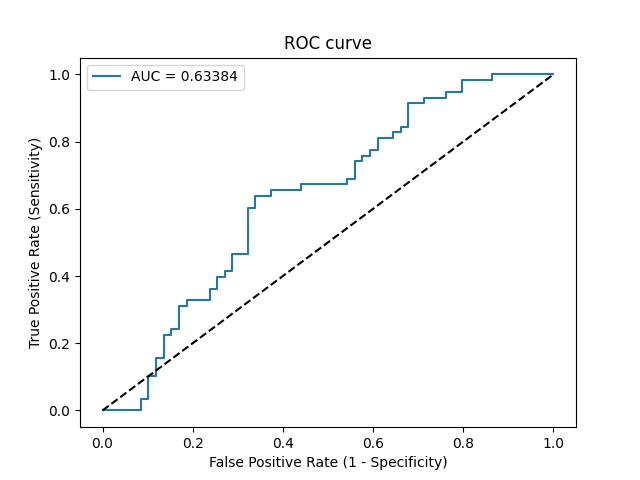 ROC curve
AUC = 0.63384
True Positive Rate (Sensitivity)
1.0
0.8
0.6
0.4
0.2
0.0
0.0 0.2 0.4 0.6 0.8 1.0
False Positive Rate (1 - Specificity)